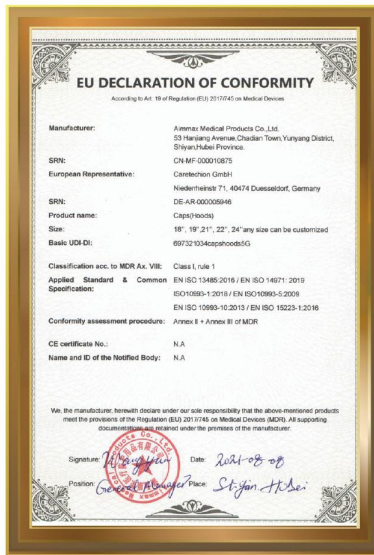 EU DECLARATION OF CONFORMITY
According to Art. 19 of Regulation (EU) 2017/745 on Medical Devices
Manufacturer: Aimmax Medical Products Co.,Ltd.
53 Hanjiang Avenue,Chadian Town,Yunyang District,
Shiyan,Hubei Province.
SRN: CN-MF-000010875
European Representative: Caretechion GmbH
Niederrheinstr 71, 40474 Duesseldorf, Germany
SRN: DE-AR-000005946
Product name: Caps(Hoods)
Size: 18", 19",21", 22", 24"any size can be customized
Basic UDI-DI: 697321034capshoods5G
Classification acc. to MDR Ax. VIII: Class I, rule 1
Applied Standard & Common EN ISO 13485:2016 / EN ISO 14971: 2019
Specification: ISO10993-1:2018 / EN ISO10993-5:2009
EN ISO 10993-10:2013 / EN ISO 15223-1:2016
Conformity assessment procedure: Annex II + Annex III of MDR
CE certificate No.: N.A
Name and ID of the Notified Body: N.A
We, the manufacturer, herewith declare under our sole responsibility that the above-mentioned products
meet the provisions of the Regulation (EU) 2017/745 on Medical Devices (MDR). All supporting
documentations are retained under the premises of the manufacturer.
Signature: Date: 2021-08-08
Position: General Manager Place: Shiyan, HuBei